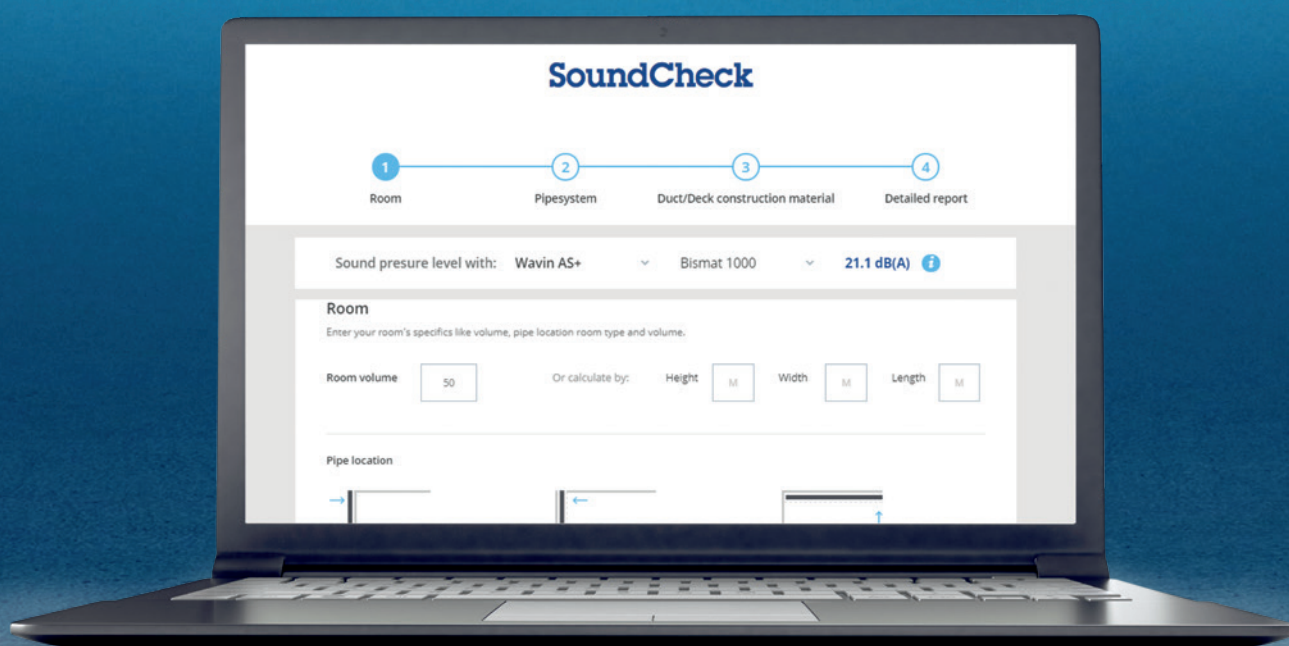 SoundCheck
1 2 3 4
Room Pipesystem Duct/Deck construction material Detailed report
Sound presure level with: Wavin AS+ Bismat 1000 21.1 dB(A) i
Room
Enter your room's specifics like volume, pipe location room type and volume.
Room volume 50 Or calculate by: Height M Width M Length M
Pipe location